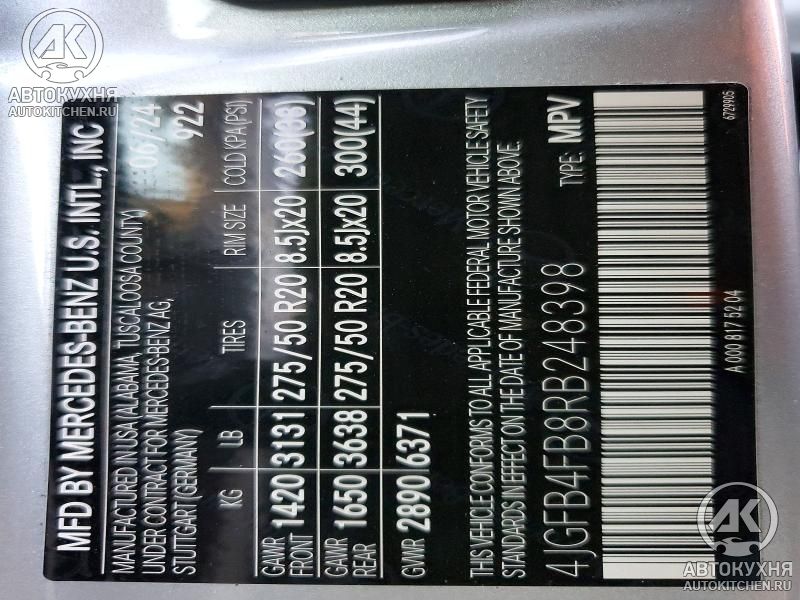 MFD BY MERCEDES-BENZ U.S. INTL., INC
MANUFACTURED IN USA (ALABAMA, TUSCALOOSA COUNTY) 06/24
UNDER CONTRACT FOR MERCEDES-BENZ AG,
STUTTGART (GERMANY) 922
KG LB TIRES RIM SIZE COLD KPA (PSI)
GAWR
FRONT 1420 3131 275/50 R20 8.5Jx20 260(38)
GAWR
REAR 1650 3638 275/50 R20 8.5Jx20 300(44)
GVWR 2890 6371
THIS VEHICLE CONFORMS TO ALL APPLICABLE FEDERAL MOTOR VEHICLE SAFETY
STANDARDS IN EFFECT ON THE DATE OF MANUFACTURE SHOWN ABOVE.
4JGFB4FB8RB248398 TYPE: MPV
A 000 817 52 04 6729905
АК
АВТОКУХНЯ
AUTOKITCHEN.RU
АК
АВТОКУХНЯ
AUTOKITCHEN.RU